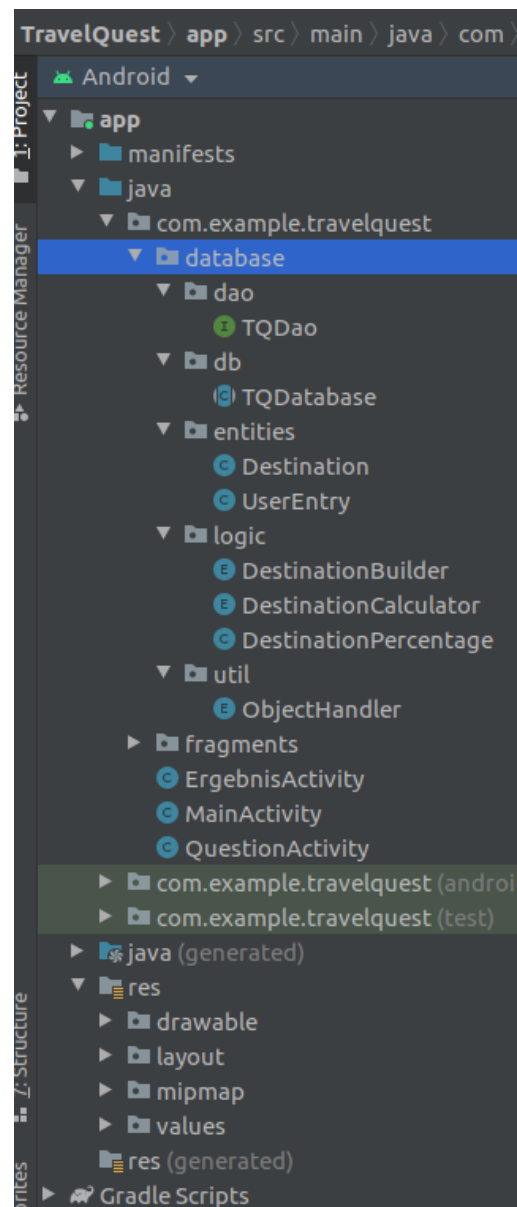 TravelQuest 〉 app 〉 src 〉 main 〉 java 〉 com 〉
1: Project
Resource Manager
7: Structure
Android
app
manifests
java
com.example.travelquest
database
dao
I TQDao
db
C TQDatabase
entities
C Destination
C UserEntry
logic
E DestinationBuilder
E DestinationCalculator
C DestinationPercentage
util
E ObjectHandler
fragments
C ErgebnisActivity
C MainActivity
C QuestionActivity
com.example.travelquest (androi
com.example.travelquest (test)
java (generated)
res
drawable
layout
mipmap
values
res (generated)
Gradle Scripts